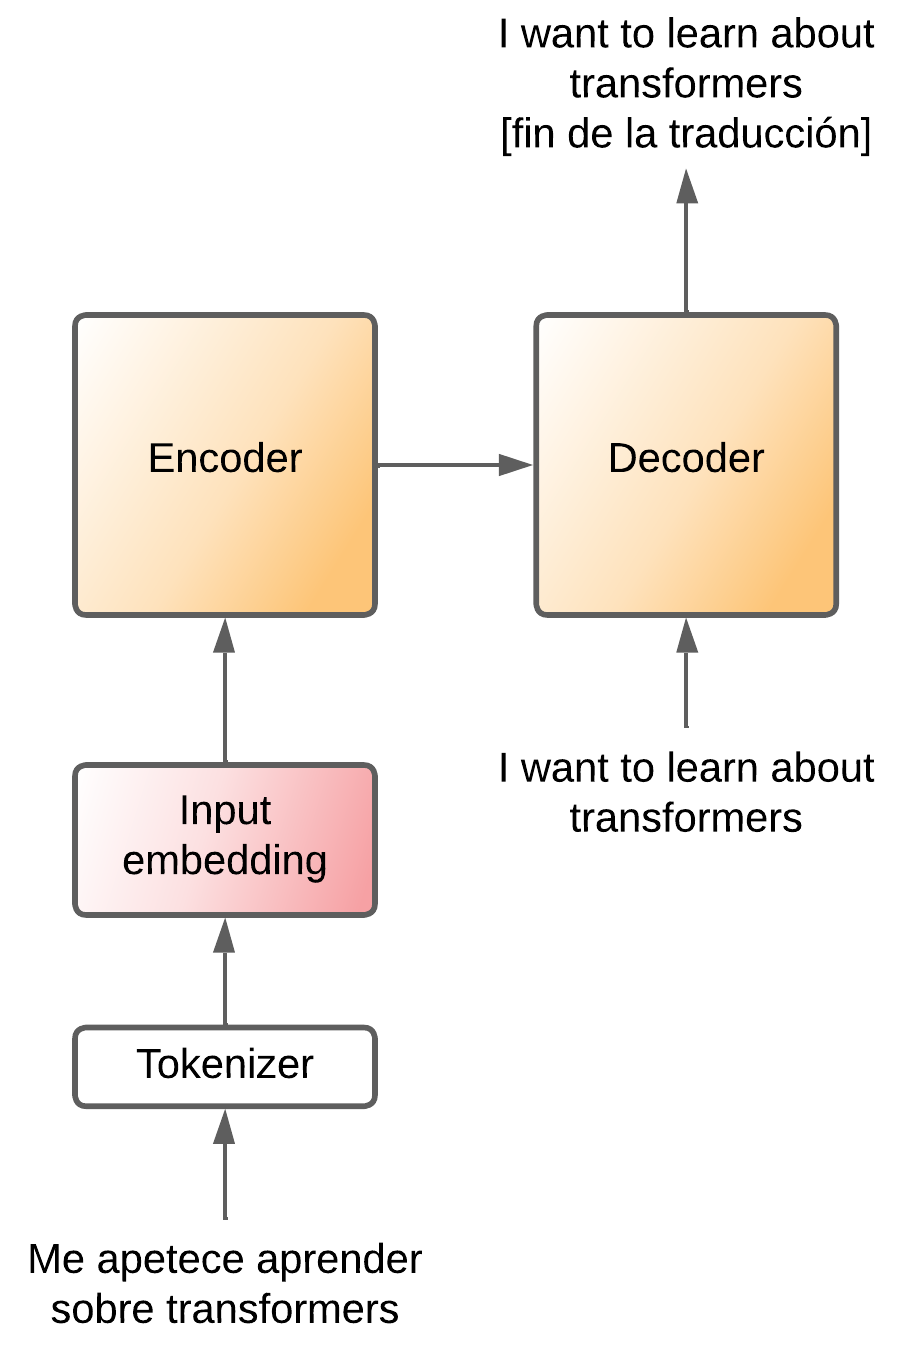 I want to learn about
transformers
[fin de la traducción]
Encoder
Decoder
Input
embedding
I want to learn about
transformers
Tokenizer
Me apetece aprender
sobre transformers